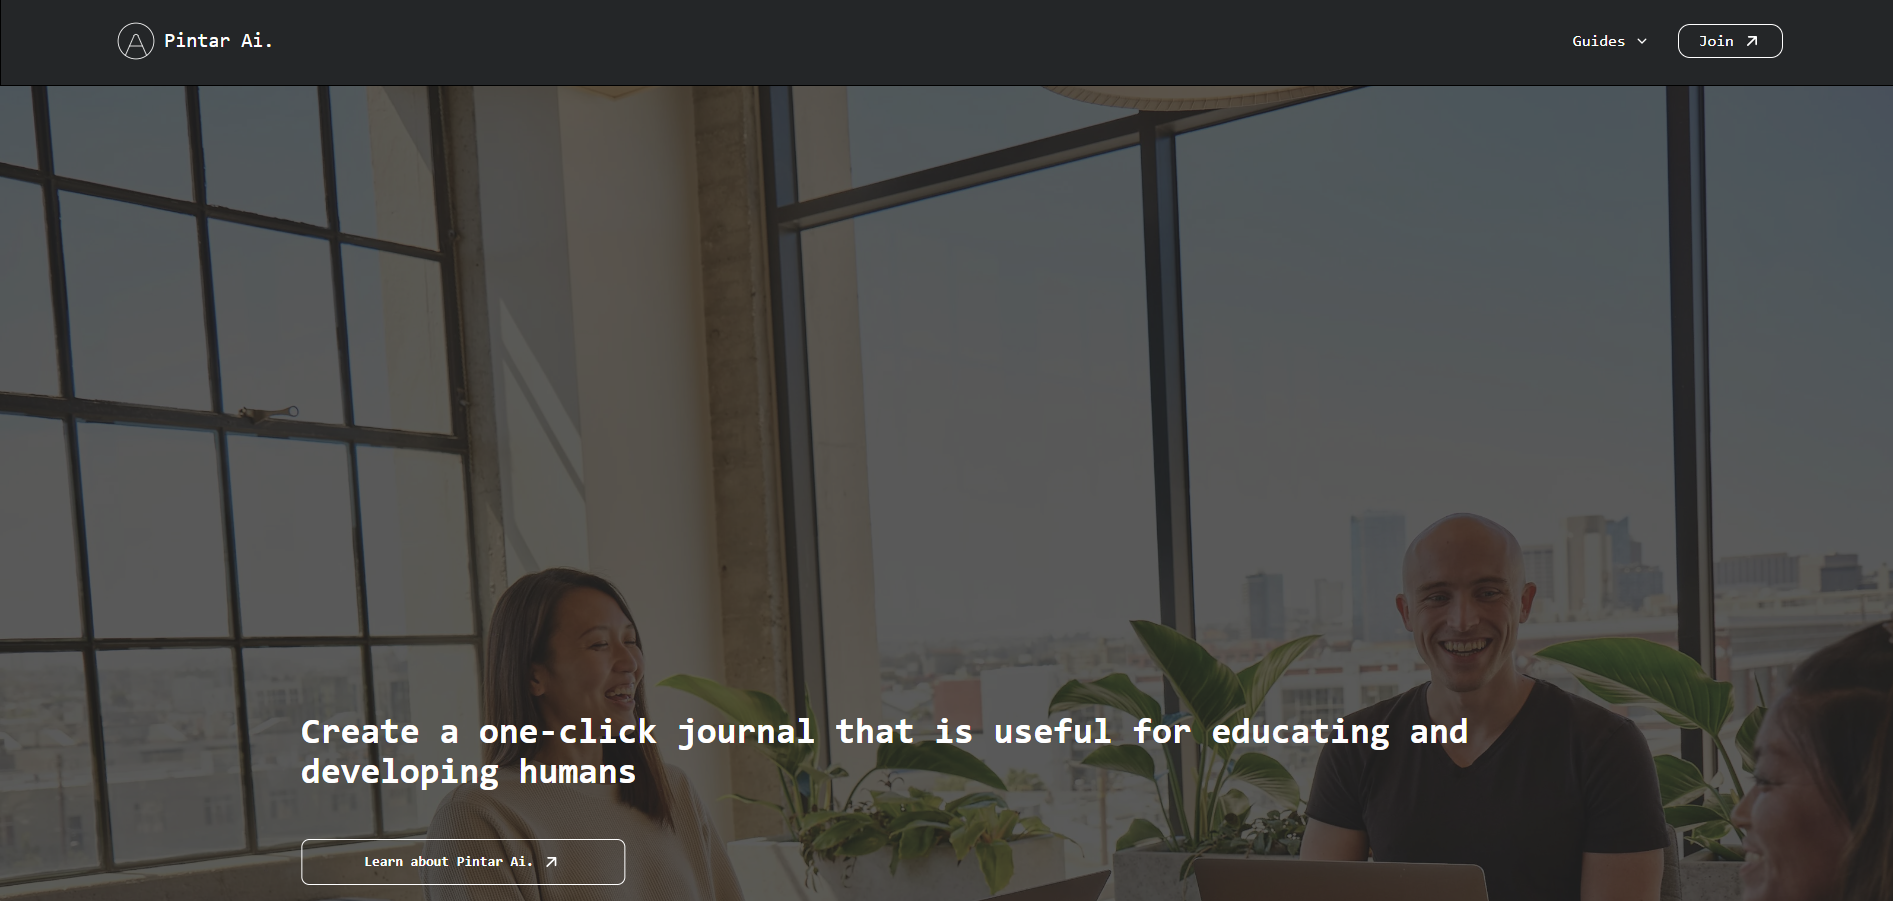 Pintar Ai.
Guides
Join
Create a one-click journal that is useful for educating and
developing humans
Learn about Pintar Ai.